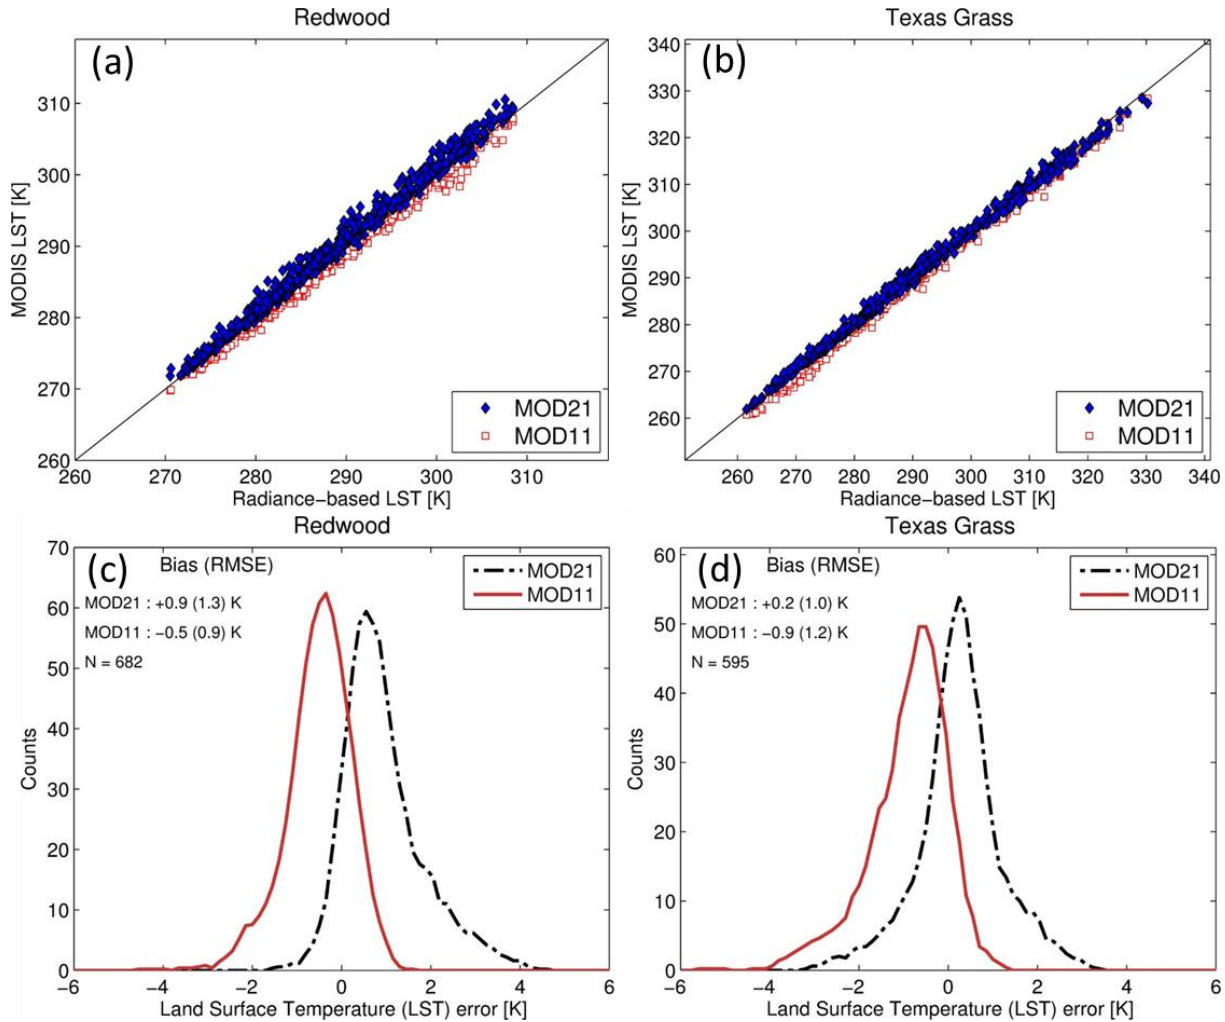 Redwood
(a)
MODIS LST [K]
310
300
290
280
270
260
MOD21
MOD11
260 270 280 290 300 310
Radiance−based LST [K]
Texas Grass
(b)
MODIS LST [K]
340
330
320
310
300
290
280
270
260
MOD21
MOD11
260 270 280 290 300 310 320 330 340
Radiance−based LST [K]
Redwood
(c)
Bias (RMSE)
MOD21 : +0.9 (1.3) K
MOD11 : −0.5 (0.9) K
N = 682
MOD21
MOD11
Counts
70
60
50
40
30
20
10
0
−6 −4 −2 0 2 4 6
Land Surface Temperature (LST) error [K]
Texas Grass
(d)
Bias (RMSE)
MOD21 : +0.2 (1.0) K
MOD11 : −0.9 (1.2) K
N = 595
MOD21
MOD11
Counts
60
50
40
30
20
10
0
−6 −4 −2 0 2 4 6
Land Surface Temperature (LST) error [K]